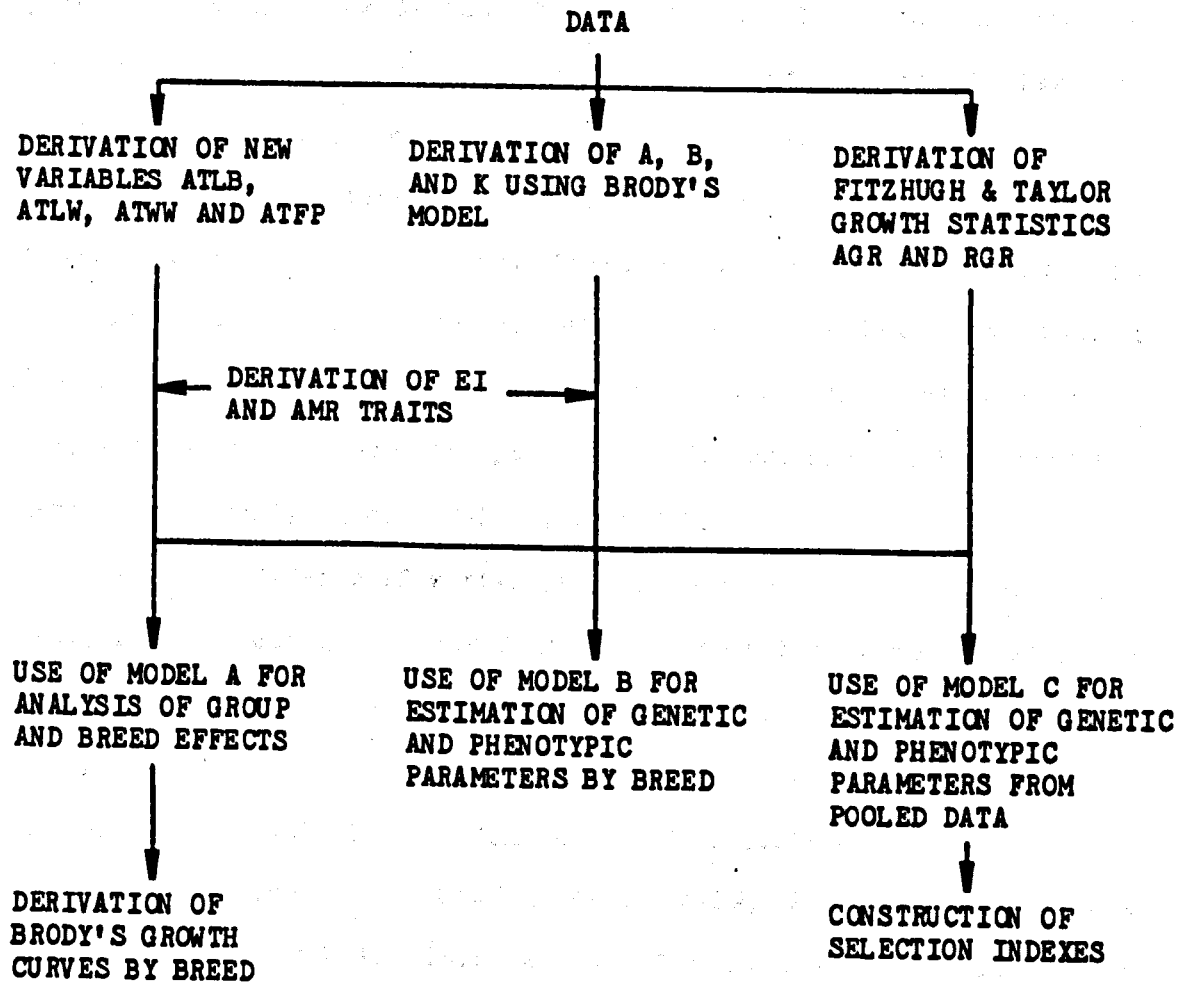 DATA
DERIVATION OF NEW
VARIABLES ATLB,
ATLW, ATWW AND ATFP
DERIVATION OF A, B,
AND K USING BRODY'S
MODEL
DERIVATION OF
FITZHUGH & TAYLOR
GROWTH STATISTICS
AGR AND RGR
DERIVATION OF EI
AND AMR TRAITS
USE OF MODEL A FOR
ANALYSIS OF GROUP
AND BREED EFFECTS
USE OF MODEL B FOR
ESTIMATION OF GENETIC
AND PHENOTYPIC
PARAMETERS BY BREED
USE OF MODEL C FOR
ESTIMATION OF GENETIC
AND PHENOTYPIC
PARAMETERS FROM
POOLED DATA
DERIVATION OF
BRODY'S GROWTH
CURVES BY BREED
CONSTRUCTION OF
SELECTION INDEXES